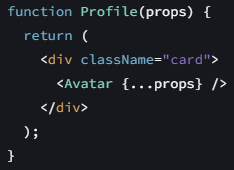 function Profile(props) {
  return (
    <div className="card">
      <Avatar {...props} />
    </div>
  );
}